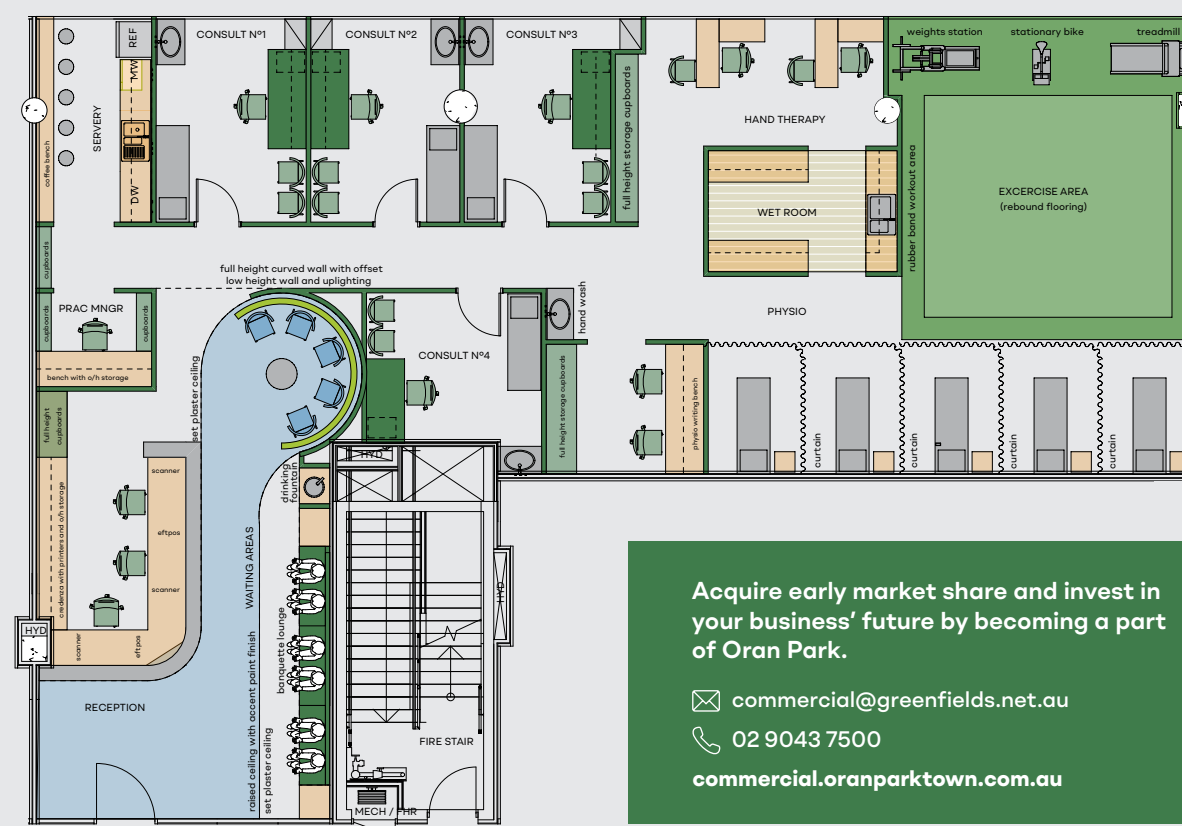 REF
CONSULT Nº1
CONSULT Nº2
CONSULT Nº3
weights station
stationary bike
treadmill
MW
SERVERY
coffee bench
DW
full height storage cupboards
HAND THERAPY
WET ROOM
rubber band workout area
EXCERCISE AREA
(rebound flooring)
cupboards
full height curved wall with offset
low height wall and uplighting
PRAC MNGR
cupboards
cupboards
bench with o/h storage
hand wash
PHYSIO
CONSULT Nº4
set plaster ceiling
full height
cupboards
full height storage cupboards
physio writing bench
curtain
curtain
curtain
curtain
HYD
scanner
drinking
fountain
credenza with printers and o/h storage
eftpos
WAITING AREAS
scanner
HYD
banquette lounge
HYD
scanner
eftpos
raised ceiling with accent paint finish
set plaster ceiling
RECEPTION
FIRE STAIR
MECH / FHR
Acquire early market share and invest in
your business’ future by becoming a part
of Oran Park.
commercial@greenfields.net.au
02 9043 7500
commercial.oranparktown.com.au